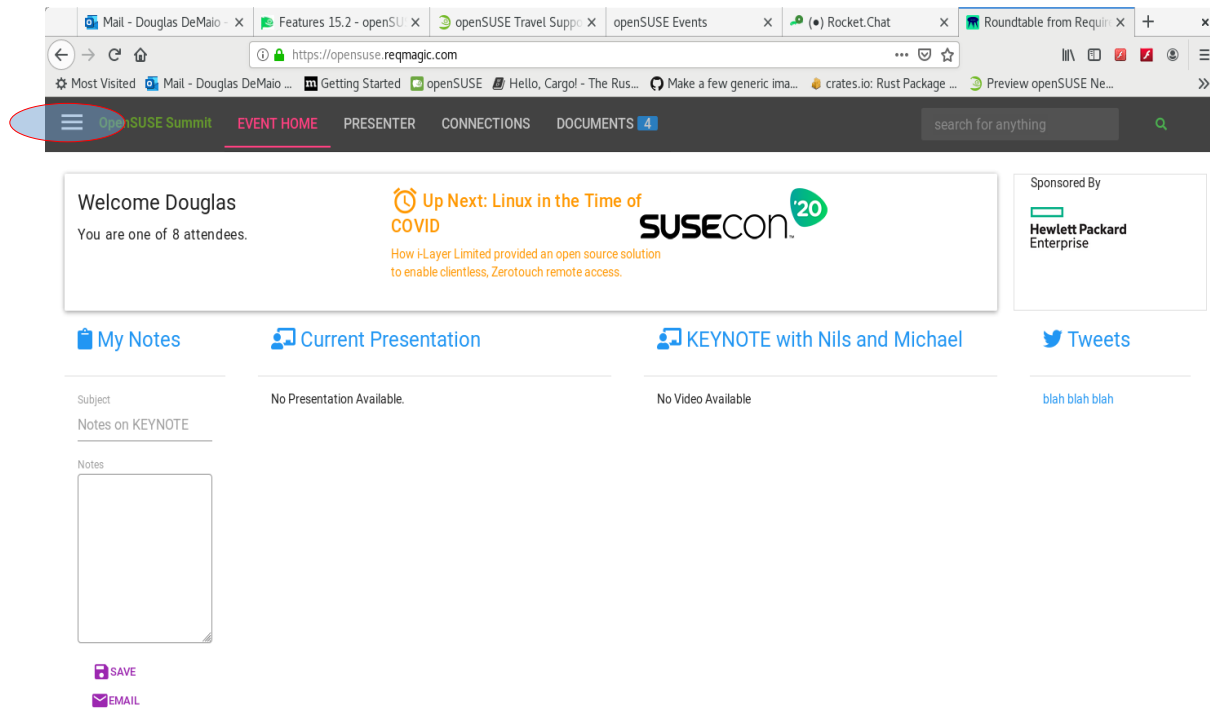 Mail - Douglas DeMaio - Features 15.2 - openSU openSUSE Travel Suppo openSUSE Events (•) Rocket.Chat Roundtable from Requir
https://opensuse.reqmagic.com
Most Visited Mail - Douglas DeMaio ... Getting Started openSUSE Hello, Cargo! - The Rus... Make a few generic ima... crates.io: Rust Package ... Preview openSUSE Ne...
OpenSUSE Summit EVENT HOME PRESENTER CONNECTIONS DOCUMENTS 4 search for anything
Welcome Douglas
You are one of 8 attendees.
Up Next: Linux in the Time of
COVID
How i-Layer Limited provided an open source solution
to enable clientless, Zerotouch remote access.
SUSECON.™ '20
Sponsored By
Hewlett Packard
Enterprise
My Notes
Current Presentation
KEYNOTE with Nils and Michael
Tweets
Subject
Notes on KEYNOTE
No Presentation Available.
No Video Available
blah blah blah
Notes
SAVE
EMAIL